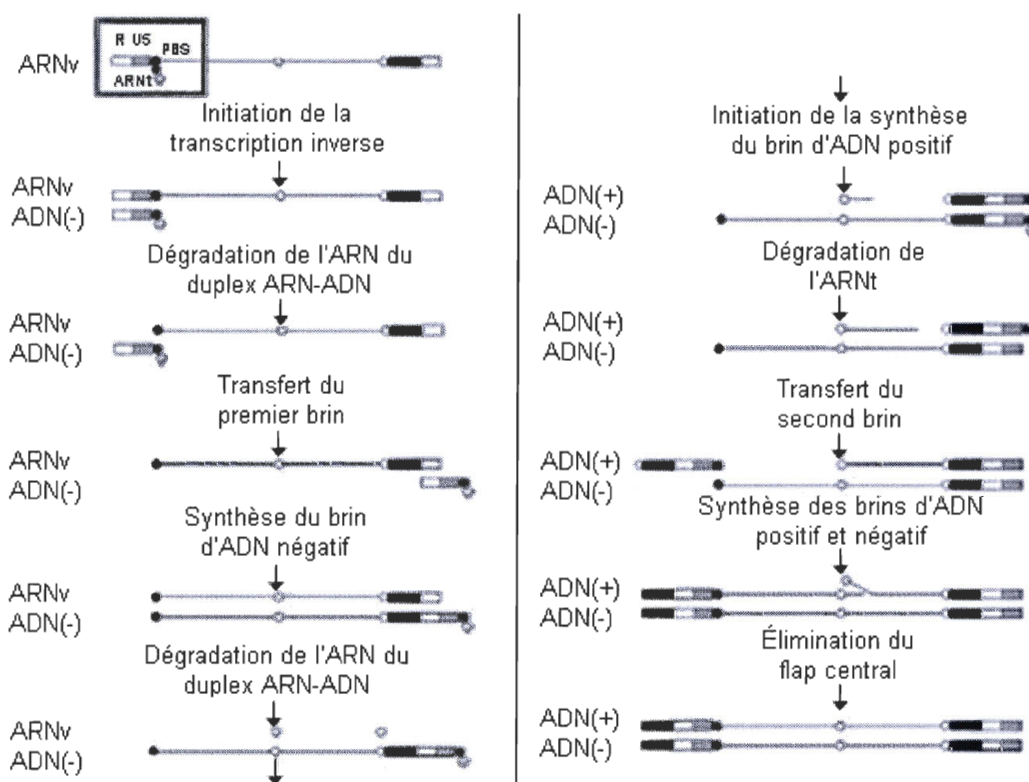 R U5
PBS
ARNv
ARNt
Initiation de la
transcription inverse
ARNv
ADN(-)
Dégradation de l'ARN du
duplex ARN-ADN
ARNv
ADN(-)
Transfert du
premier brin
ARNv
ADN(-)
Synthèse du brin
d'ADN négatif
ARNv
ADN(-)
Dégradation de l'ARN du
duplex ARN-ADN
ARNv
ADN(-)
Initiation de la synthèse
du brin d'ADN positif
ADN(+)
ADN(-)
Dégradation de
l'ARNt
ADN(+)
ADN(-)
Transfert du
second brin
ADN(+)
ADN(-)
Synthèse des brins d'ADN
positif et négatif
ADN(+)
ADN(-)
Élimination du
flap central
ADN(+)
ADN(-)